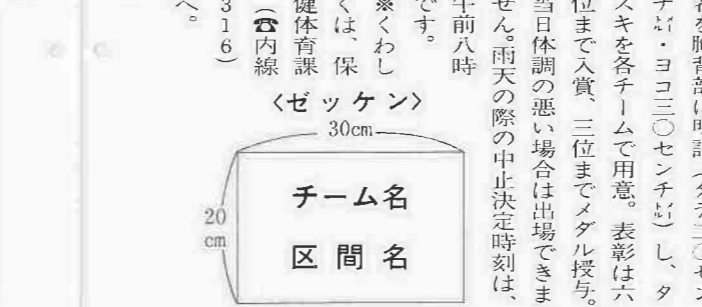 名を胸背部に明記(タテ二〇セン
チ㍍・ヨコ三〇センチ㍍)し、タ
スキを各チームで用意。表彰は六
位まで入賞、三位までメダル授与。
当日体調の悪い場合は出場できま
せん。雨天の際の中止決定時刻は、
午前八時
です。
※くわし
くは、保
健体育課
(☎内線
316)
へ。
〈ゼッケン〉
30cm
20
cm
チーム名
区間名